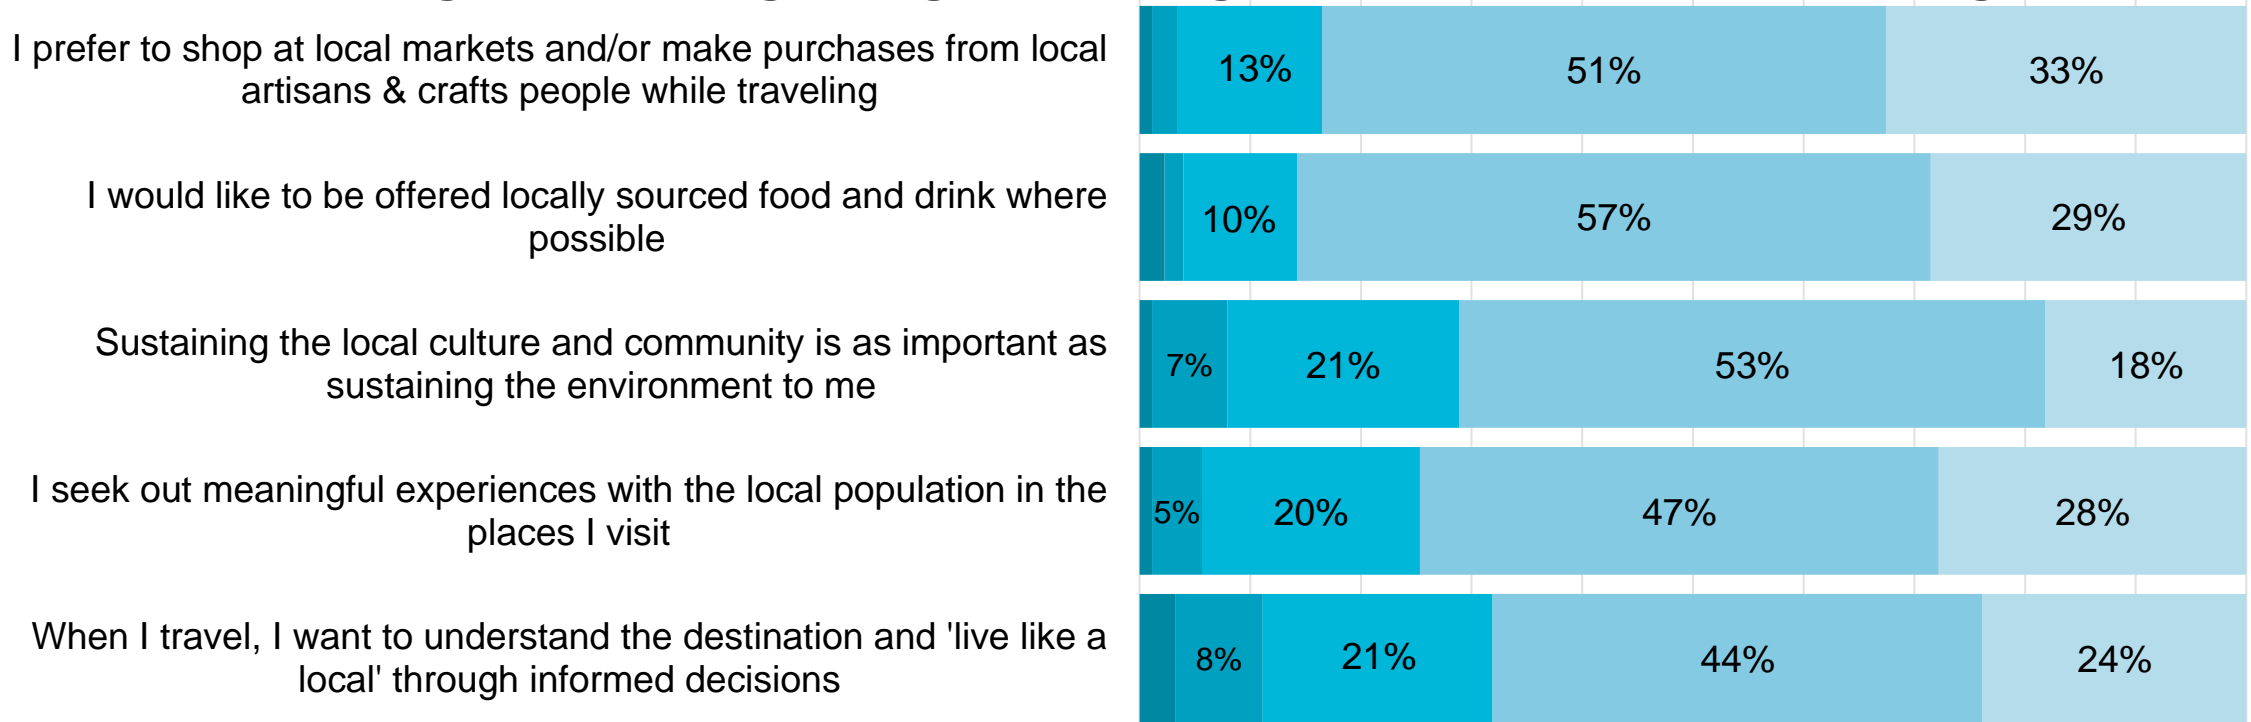 I prefer to shop at local markets and/or make purchases from local
artisans & crafts people while traveling
13% 51% 33%
I would like to be offered locally sourced food and drink where
possible
10% 57% 29%
Sustaining the local culture and community is as important as
sustaining the environment to me
7% 21% 53% 18%
I seek out meaningful experiences with the local population in the
places I visit
5% 20% 47% 28%
When I travel, I want to understand the destination and 'live like a
local' through informed decisions
8% 21% 44% 24%